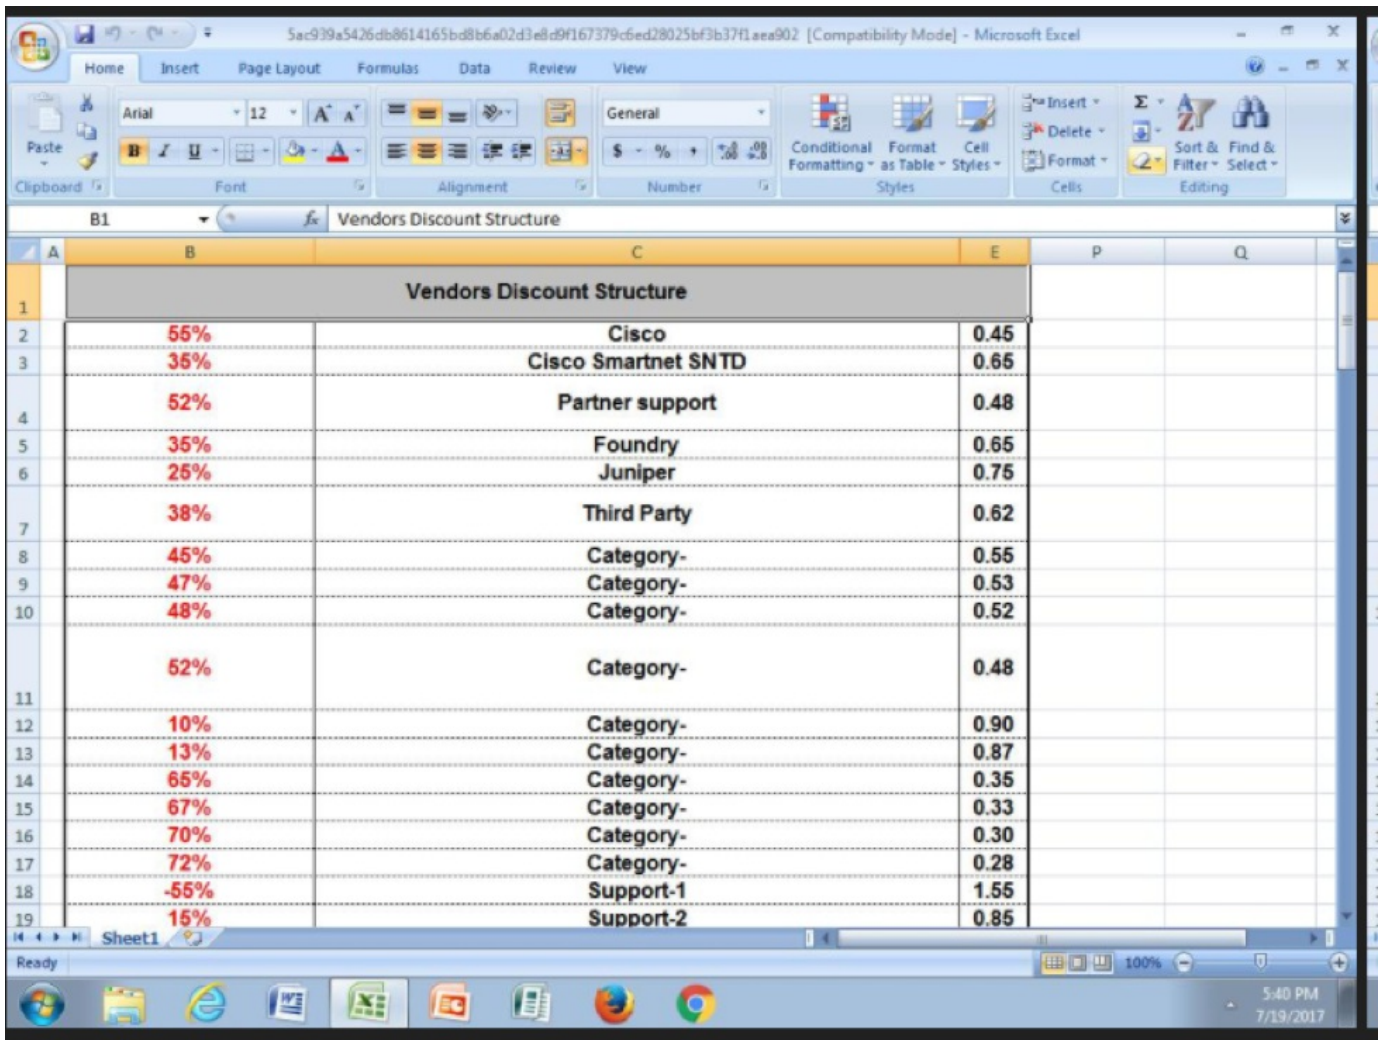 5ac939a5426db8614165bd8b6a02d3e8d9f167379c6ed28025bf3b37f1aea902 [Compatibility Mode] - Microsoft Excel
Home Insert Page Layout Formulas Data Review View
Arial 12 General
Paste
Conditional Formatting Format as Table Cell Styles
Insert
Delete
Format
Sort & Filter Find & Select
Clipboard Font Alignment Number Styles Cells Editing
B1 fx Vendors Discount Structure
A B C E P Q
1 Vendors Discount Structure
2 55% Cisco 0.45
3 35% Cisco Smartnet SNTD 0.65
4 52% Partner support 0.48
5 35% Foundry 0.65
6 25% Juniper 0.75
7 38% Third Party 0.62
8 45% Category- 0.55
9 47% Category- 0.53
10 48% Category- 0.52
11 52% Category- 0.48
12 10% Category- 0.90
13 13% Category- 0.87
14 65% Category- 0.35
15 67% Category- 0.33
16 70% Category- 0.30
17 72% Category- 0.28
18 -55% Support-1 1.55
19 15% Support-2 0.85
Sheet1
Ready 100%
5:40 PM
7/19/2017